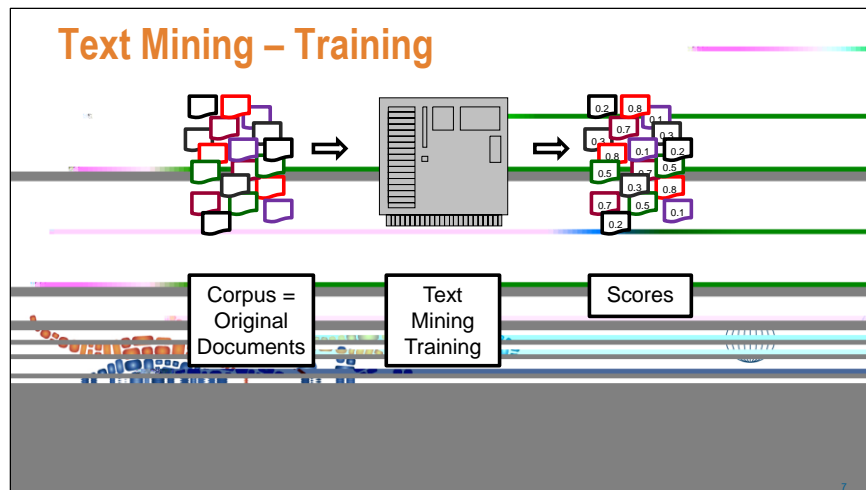 Text Mining – Training
0.2
0.8
0.1
0.7
0.3
0.3
0.8
0.1
0.2
0.5
0.7
0.5
0.3
0.8
0.7
0.5
0.1
0.2
Corpus =
Original
Documents
Text
Mining
Training
Scores
7